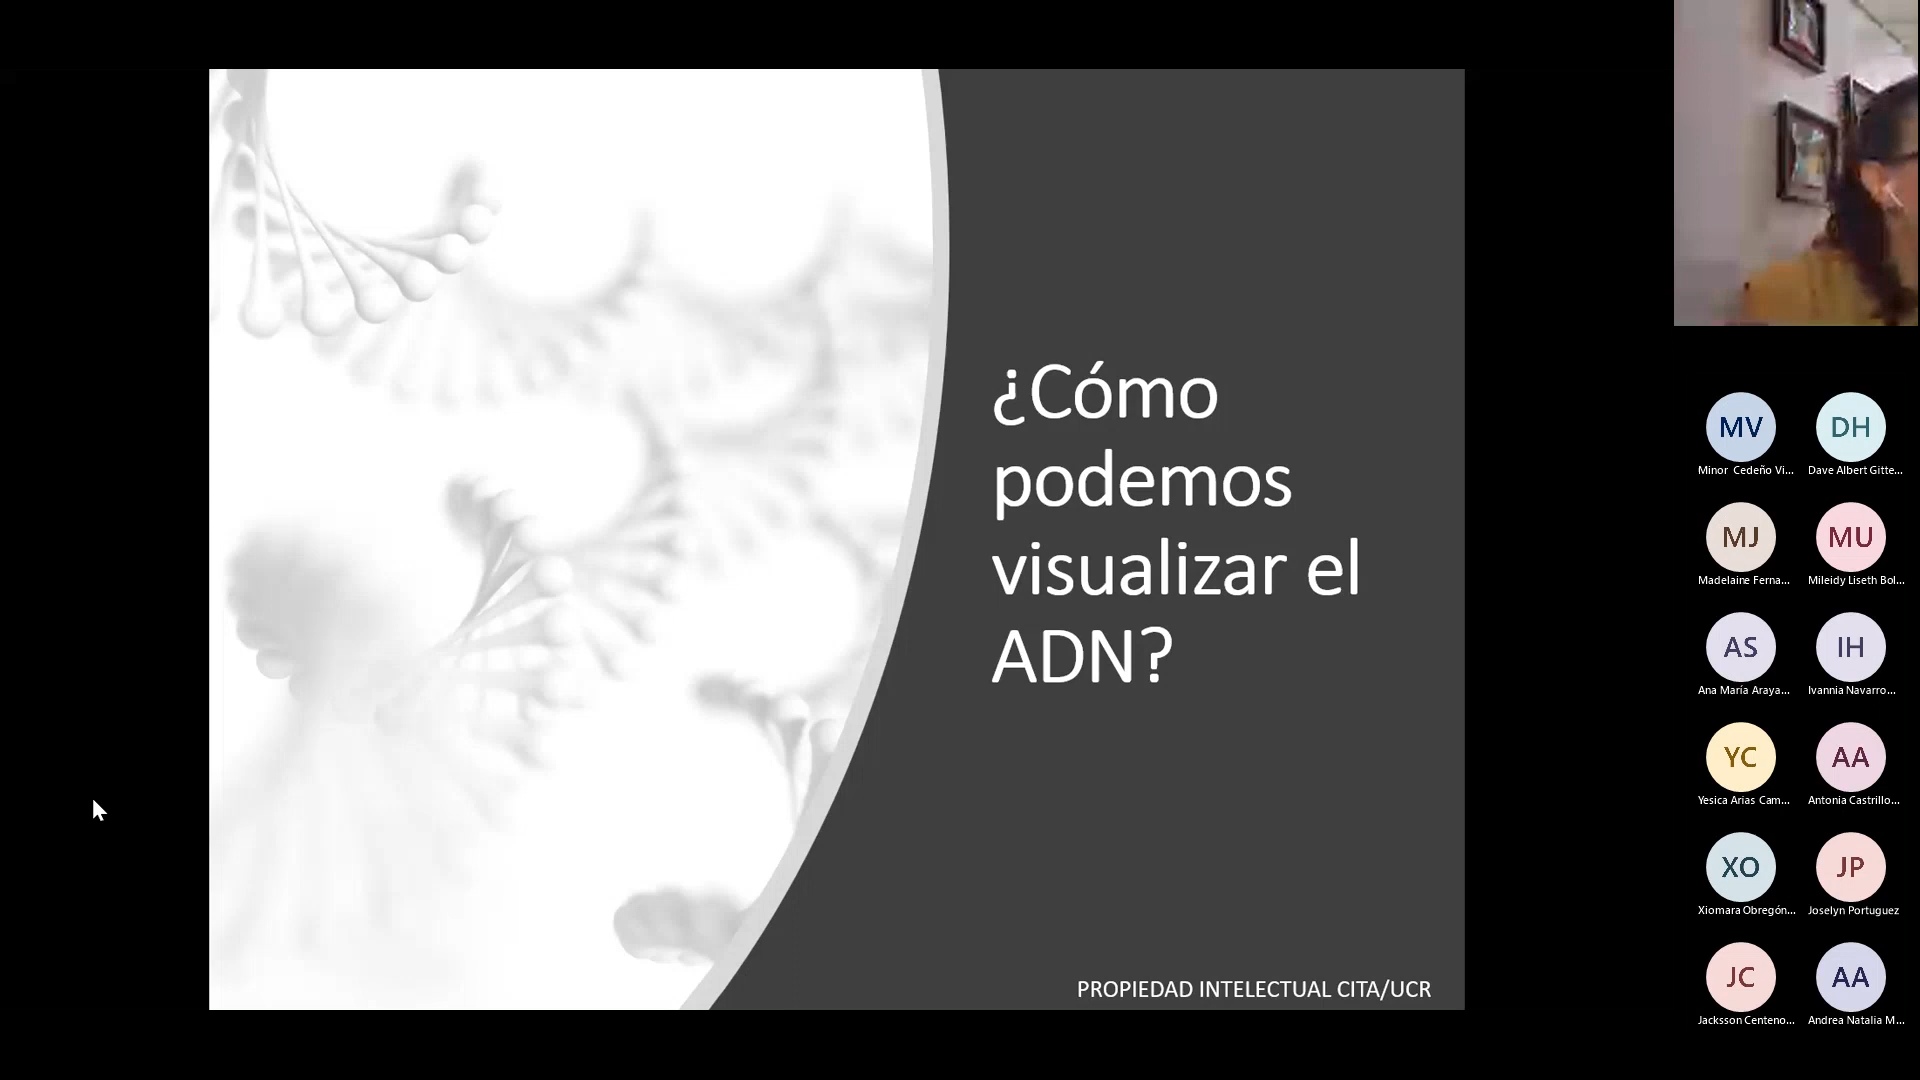 ¿Cómo
podemos
visualizar el
ADN?
PROPIEDAD INTELECTUAL CITA/UCR
MV
DH
Minor Cedeño Vi...
Dave Albert Gitte...
MJ
MU
Madelaine Ferna...
Mileidy Liseth Bol...
AS
IH
Ana María Araya...
Ivannia Navarro...
YC
AA
Yesica Arias Cam...
Antonia Castrillo...
XO
JP
Xiomara Obregón...
Joselyn Portuguez
JC
AA
Jacksson Centeno...
Andrea Natalia M...